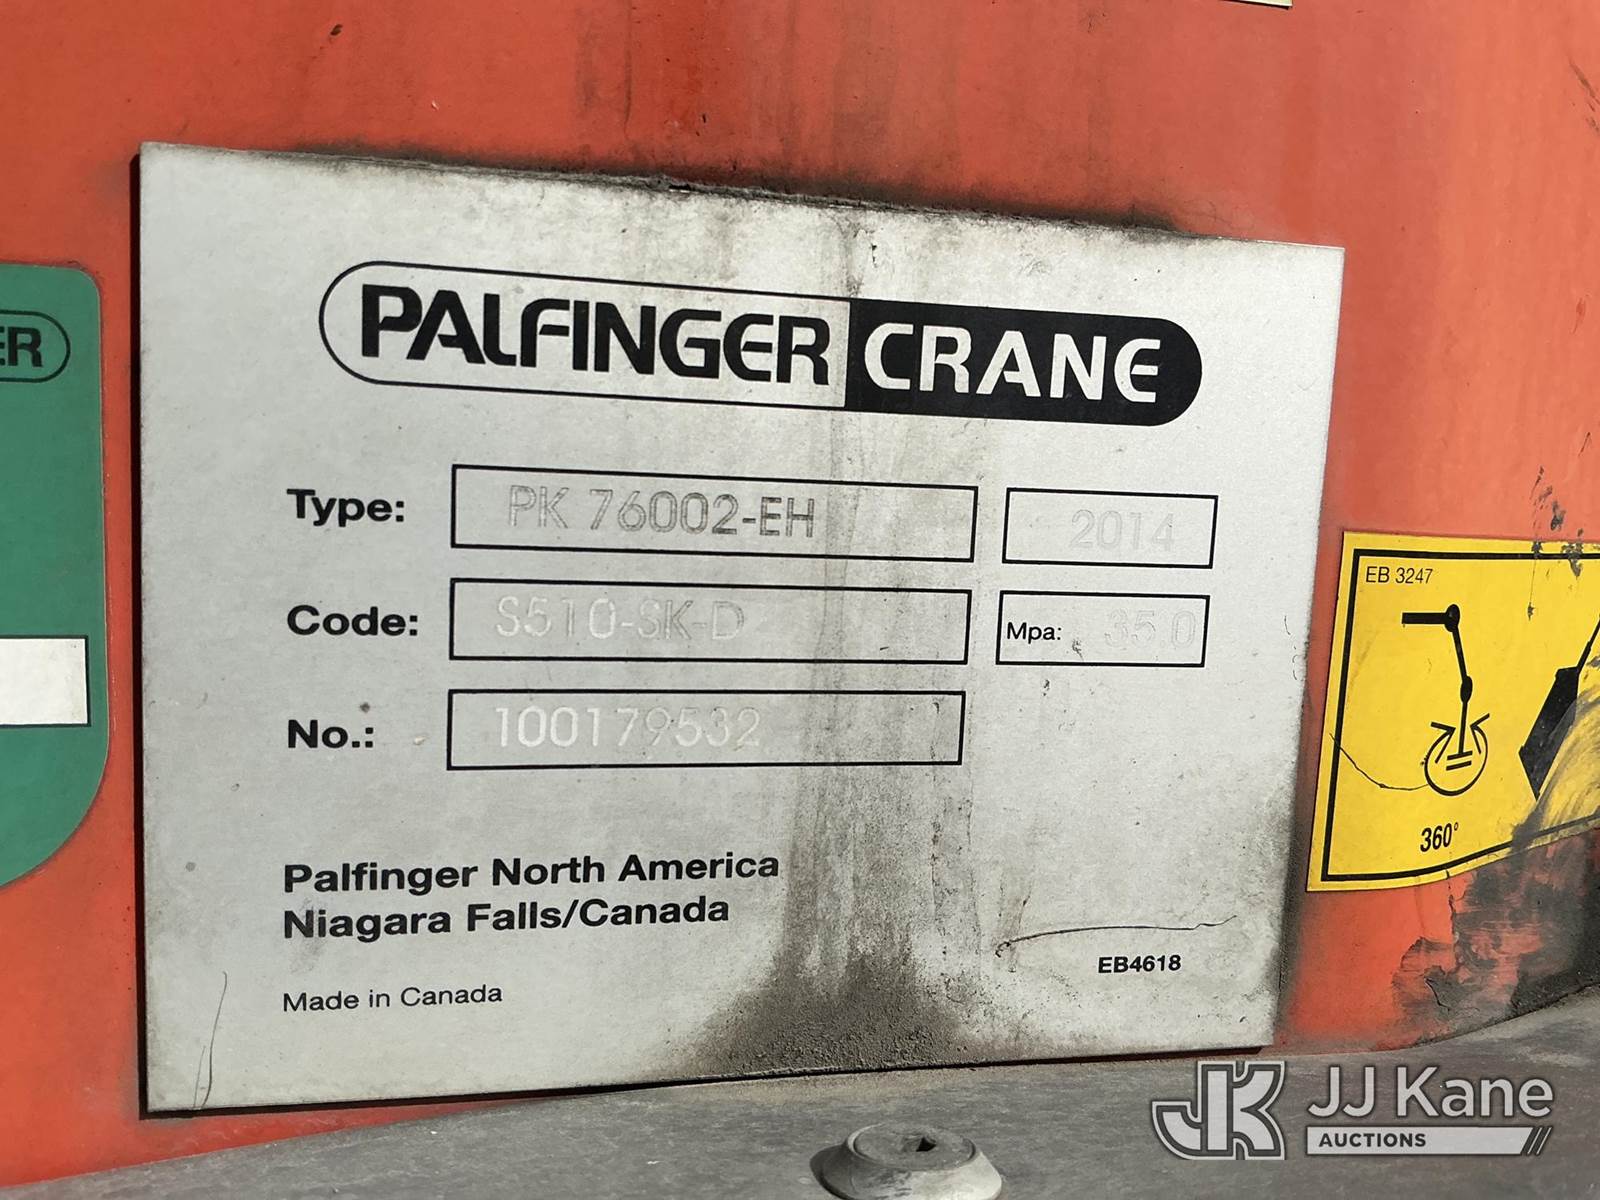 PALFINGER CRANE
Type: PK 76002-EH 2014
Code: S510-SK-D Mpa: 35.0
No.: 100179532
Palfinger North America
Niagara Falls/Canada
Made in Canada
EB4618
ER
EB 3247
360°
JJ Kane
AUCTIONS